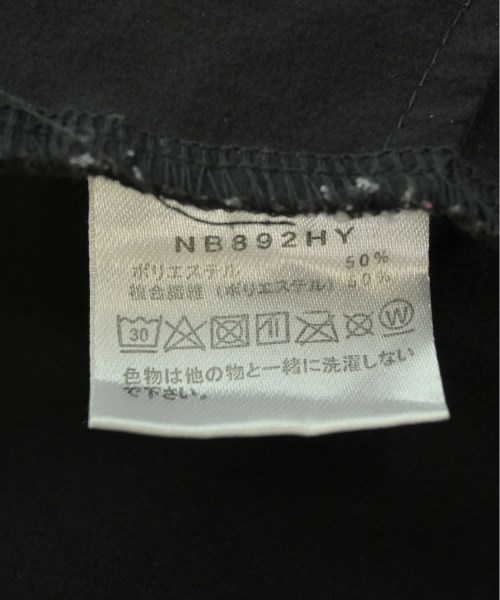 NB892HY
ポリエステル 50%
複合繊維(ポリエステル) 50%
30 W
色物は他の物と一緒に洗濯しない
で下さい。